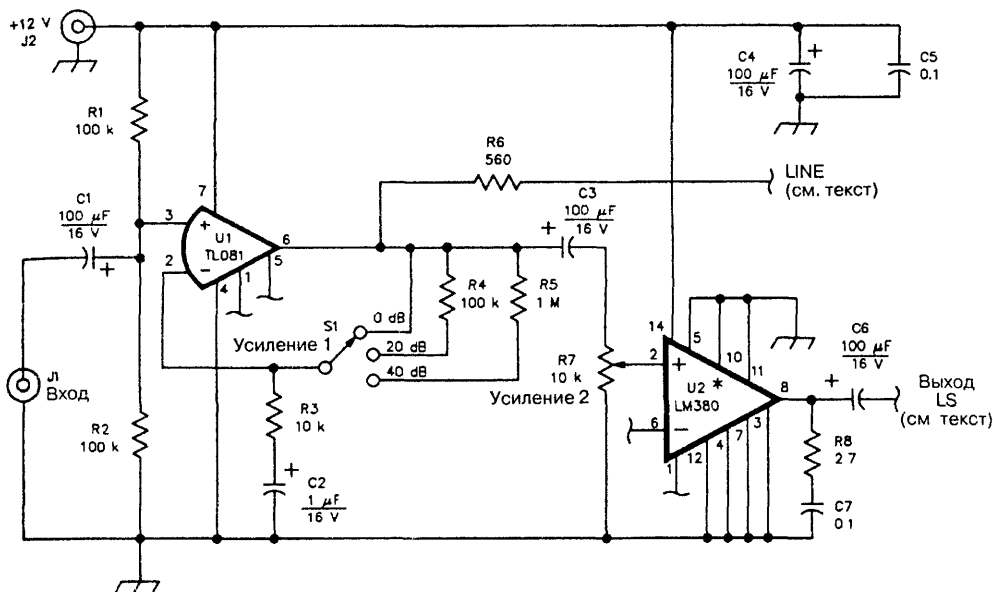 +12 V
J2
R1
100 k
C1
100 µF
16 V
7
3
+
U1
TL081
2
−
6
5
1
4
R6
560
LINE
(см. текст)
C4
+
100 µF
16 V
C5
0.1
C3
100 µF
+
16 V
+
R4
100 k
R5
1 M
S1
0 dB
20 dB
40 dB
Усиление 1
J1
Вход
R2
100 k
R3
10 k
+
C2
1 µF
16 V
R7
10 k
Усиление 2
14
5
2
+
10
11
U2
*
LM380
8
6
−
1
12
4
7
3
C6
100 µF
+
16 V
Выход
LS
(см текст)
R8
2 7
C7
0 1